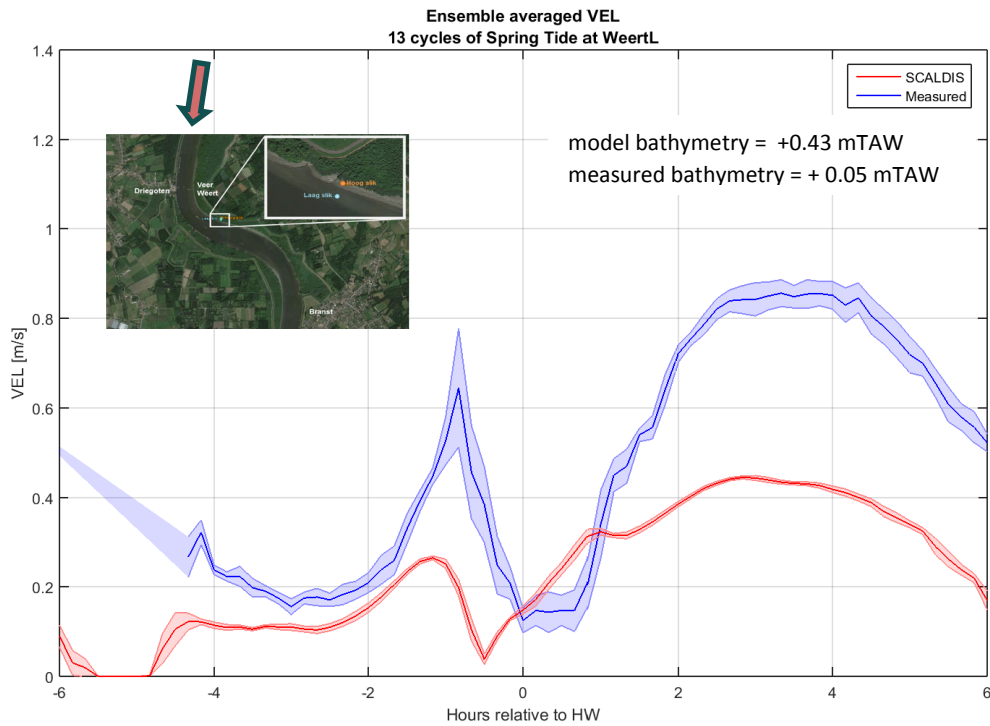 Ensemble averaged VEL
13 cycles of Spring Tide at WeertL
1.4
1.2
1
0.8
0.6
0.4
0.2
0
VEL [m/s]
SCALDIS
Measured
model bathymetry = +0.43 mTAW
measured bathymetry = + 0.05 mTAW
Driegoten
Veer
Weert
Hoog slik
Laag slik
Branst
-6
-4
-2
0
2
4
6
Hours relative to HW